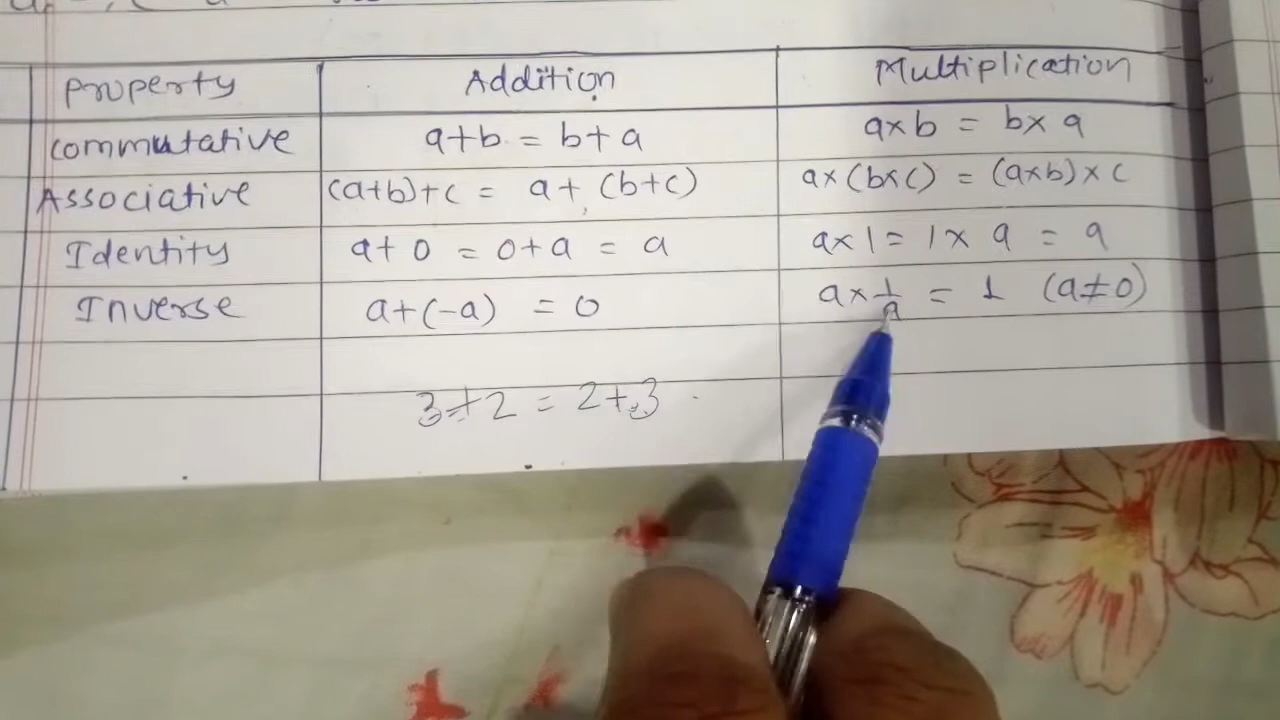 Property Addition Multiplication
Commutative a+b = b+a a×b = b×a
Associative (a+b)+c = a+(b+c) a×(b×c) = (a×b)×c
Identity a+0 = 0+a = a a×1 = 1×a = a
Inverse a+(-a) = 0 a×1/a = 1 (a≠0)
3+2 = 2+3